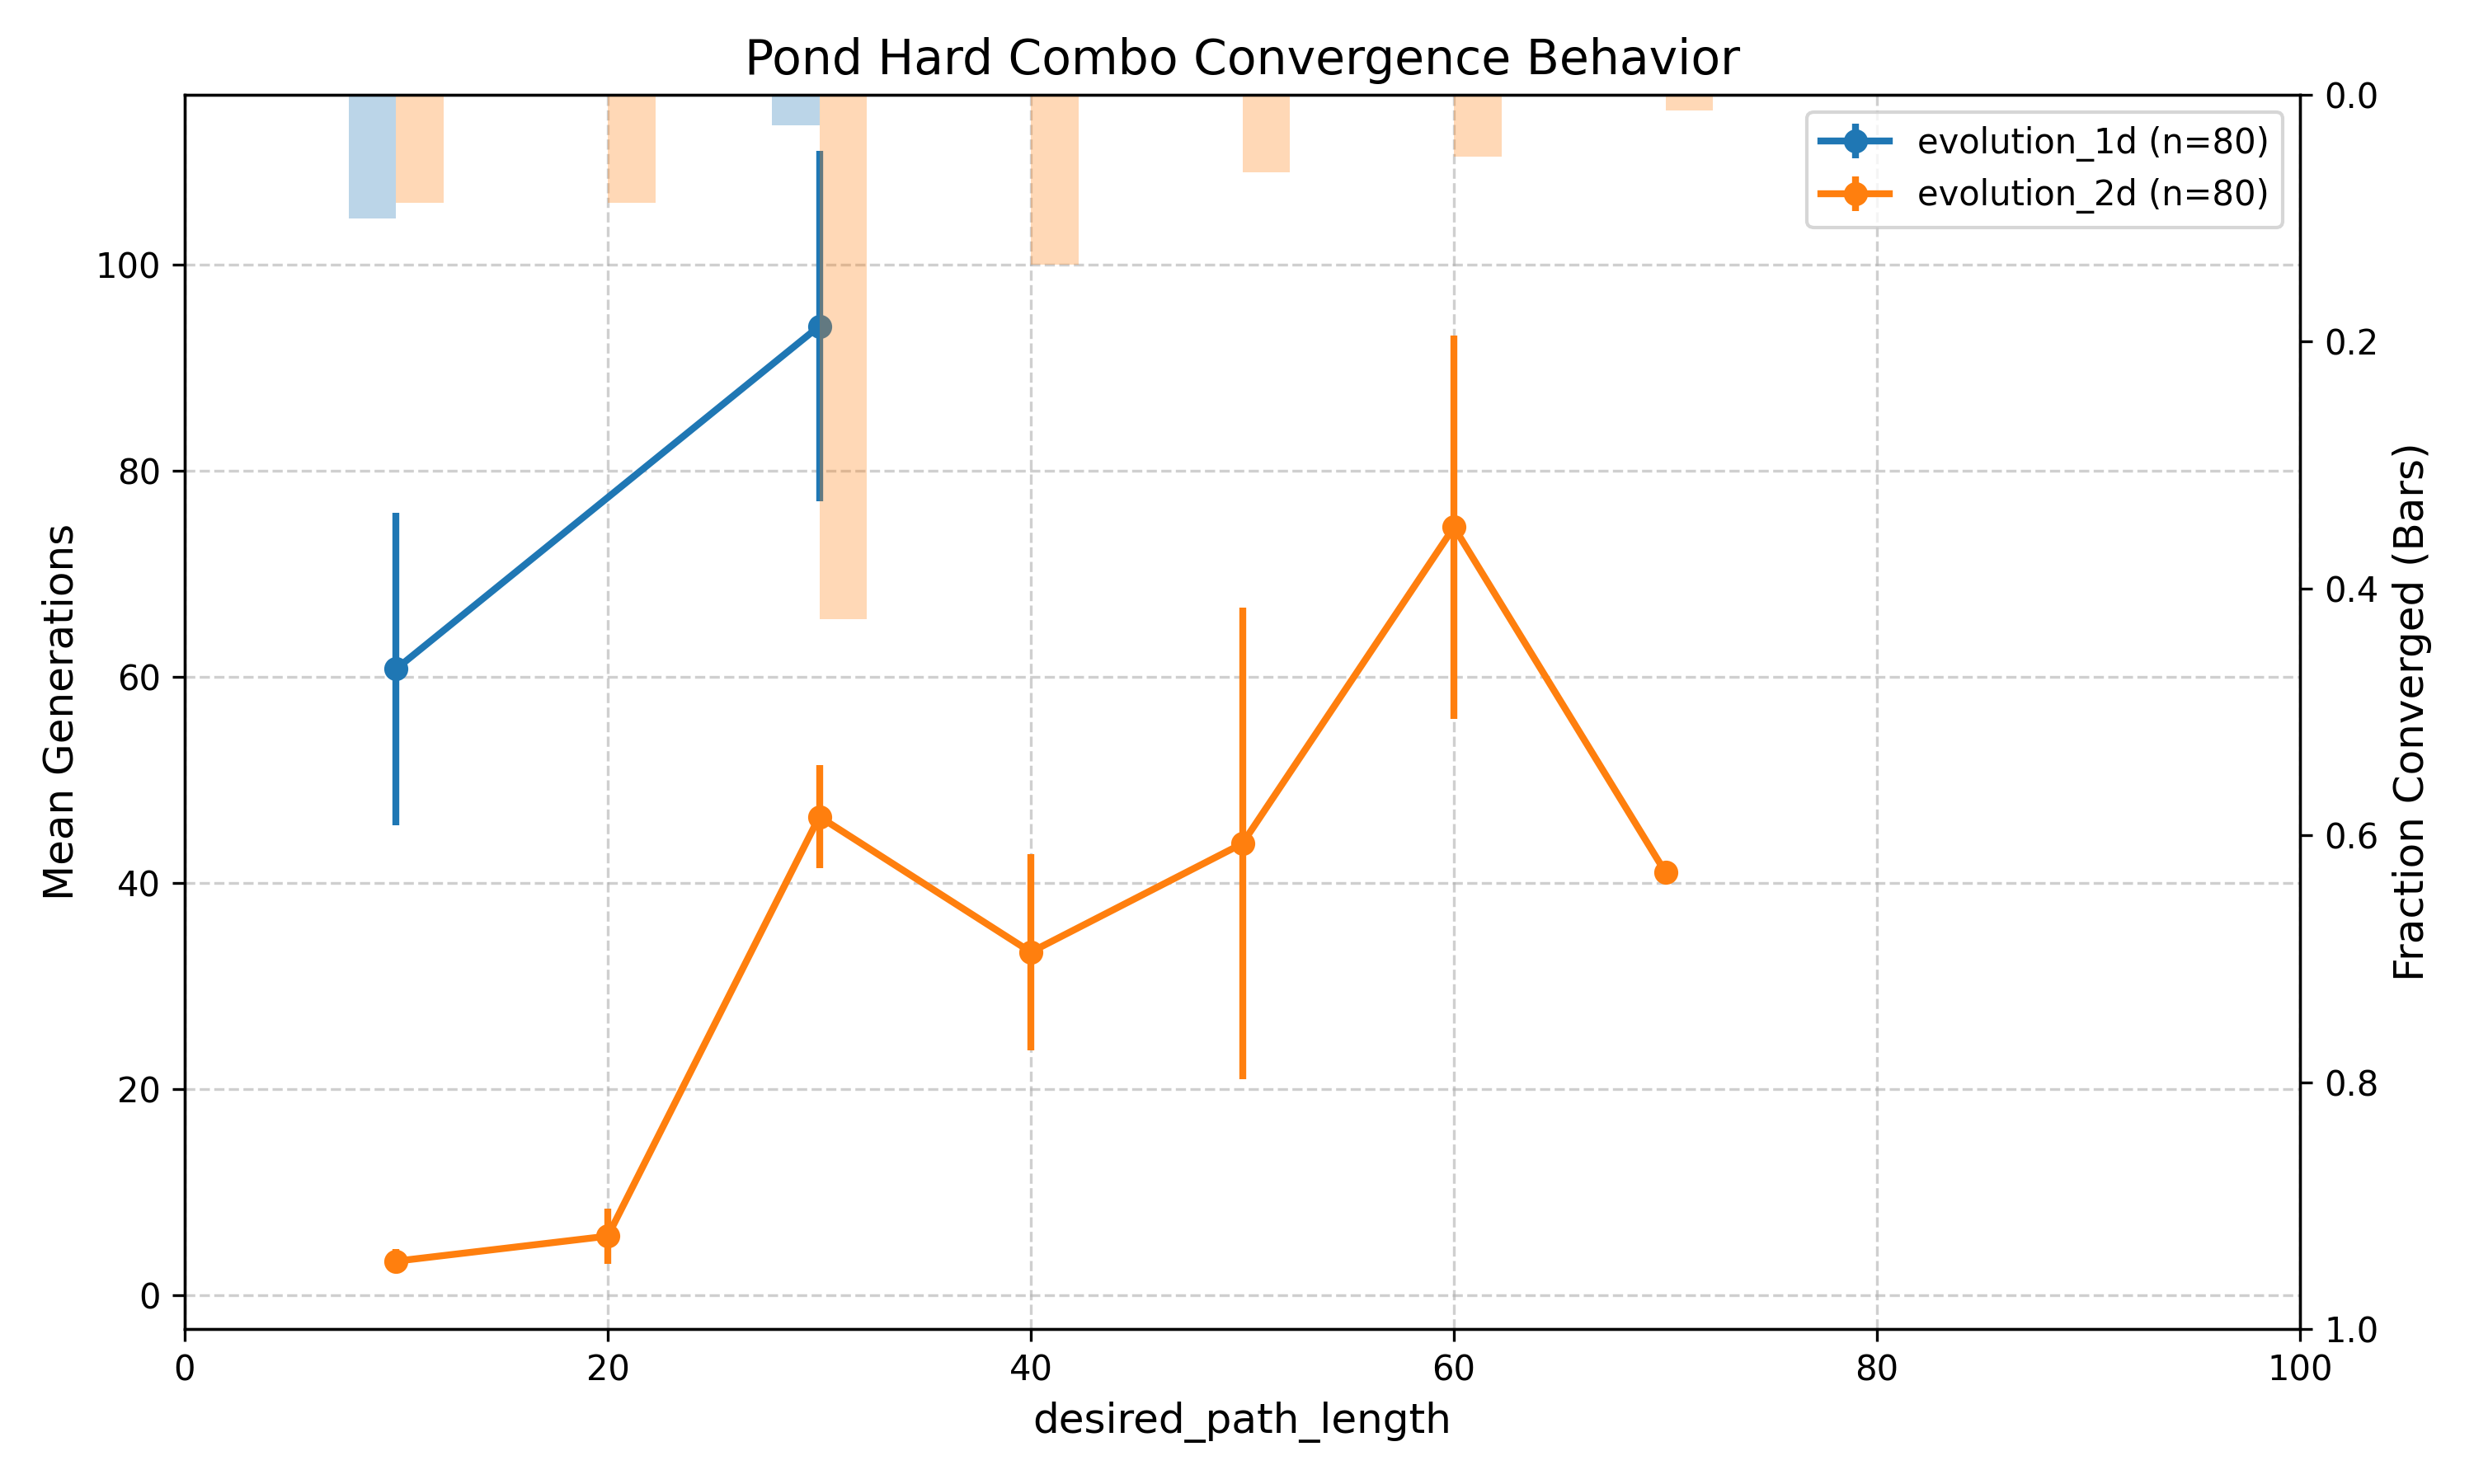 Pond Hard Combo Convergence Behavior
evolution_1d (n=80)
evolution_2d (n=80)
Mean Generations
100
80
60
40
20
0
Fraction Converged (Bars)
0.0
0.2
0.4
0.6
0.8
1.0
0 20 40 60 80 100
desired_path_length